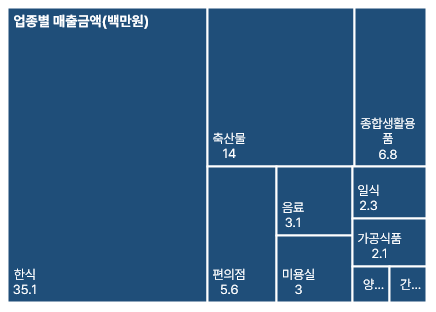 업종별 매출금액(백만원)
한식
35.1
축산물
14
종합생활용
품
6.8
편의점
5.6
음료
3.1
미용실
3
일식
2.3
가공식품
2.1
양...
간...